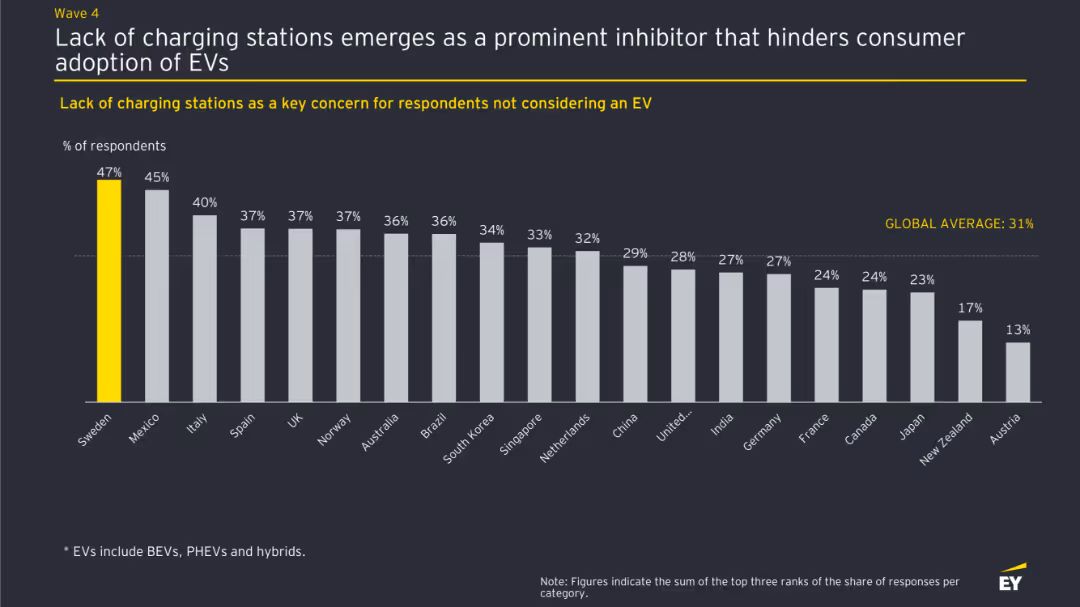 Wave 4
Lack of charging stations emerges as a prominent inhibitor that hinders consumer
adoption of EVs
Lack of charging stations as a key concern for respondents not considering an EV
% of respondents
47%
45%
40%
37%
37%
37%
36%
36%
34%
33%
32%
29%
28%
27%
27%
24%
24%
23%
17%
13%
GLOBAL AVERAGE: 31%
Sweden
Mexico
Italy
Spain
UK
Norway
Australia
Brazil
South Korea
Singapore
Netherlands
China
United...
India
Germany
France
Canada
Japan
New Zealand
Austria
* EVs include BEVs, PHEVs and hybrids.
Note: Figures indicate the sum of the top three ranks of the share of responses per
category.
EY